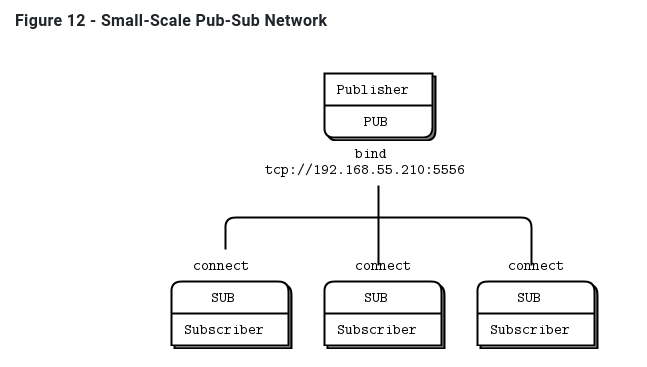 Figure 12 - Small-Scale Pub-Sub Network
Publisher
PUB
bind
tcp://192.168.55.210:5556
connect connect connect
SUB SUB SUB
Subscriber Subscriber Subscriber